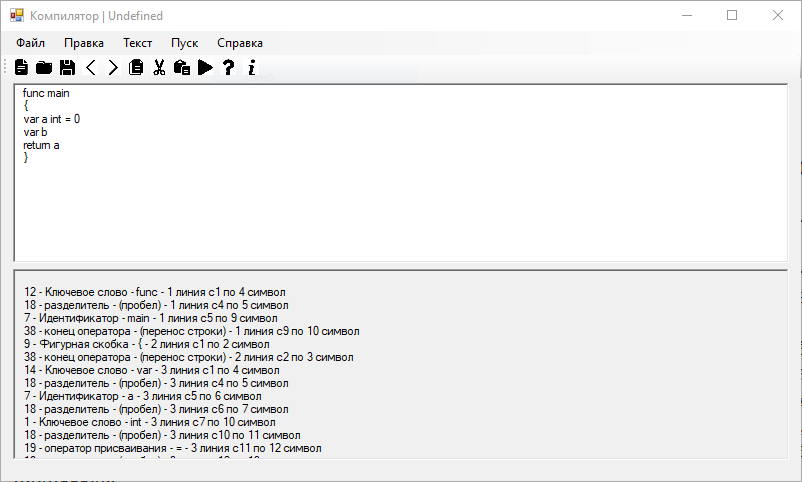 Компилятор | Undefined
Файл Правка Текст Пуск Справка
func main
{
var a int = 0
var b
return a
}
12 - Ключевое слово - func - 1 линия с1 по 4 символ
18 - разделитель - (пробел) - 1 линия с4 по 5 символ
7 - Идентификатор - main - 1 линия с5 по 9 символ
38 - конец оператора - (перенос строки) - 1 линия с9 по 10 символ
9 - Фигурная скобка - { - 2 линия с1 по 2 символ
38 - конец оператора - (перенос строки) - 2 линия с2 по 3 символ
14 - Ключевое слово - var - 3 линия с1 по 4 символ
18 - разделитель - (пробел) - 3 линия с4 по 5 символ
7 - Идентификатор - a - 3 линия с5 по 6 символ
18 - разделитель - (пробел) - 3 линия с6 по 7 символ
1 - Ключевое слово - int - 3 линия с7 по 10 символ
18 - разделитель - (пробел) - 3 линия с10 по 11 символ
19 - оператор присваивания - = - 3 линия с11 по 12 символ